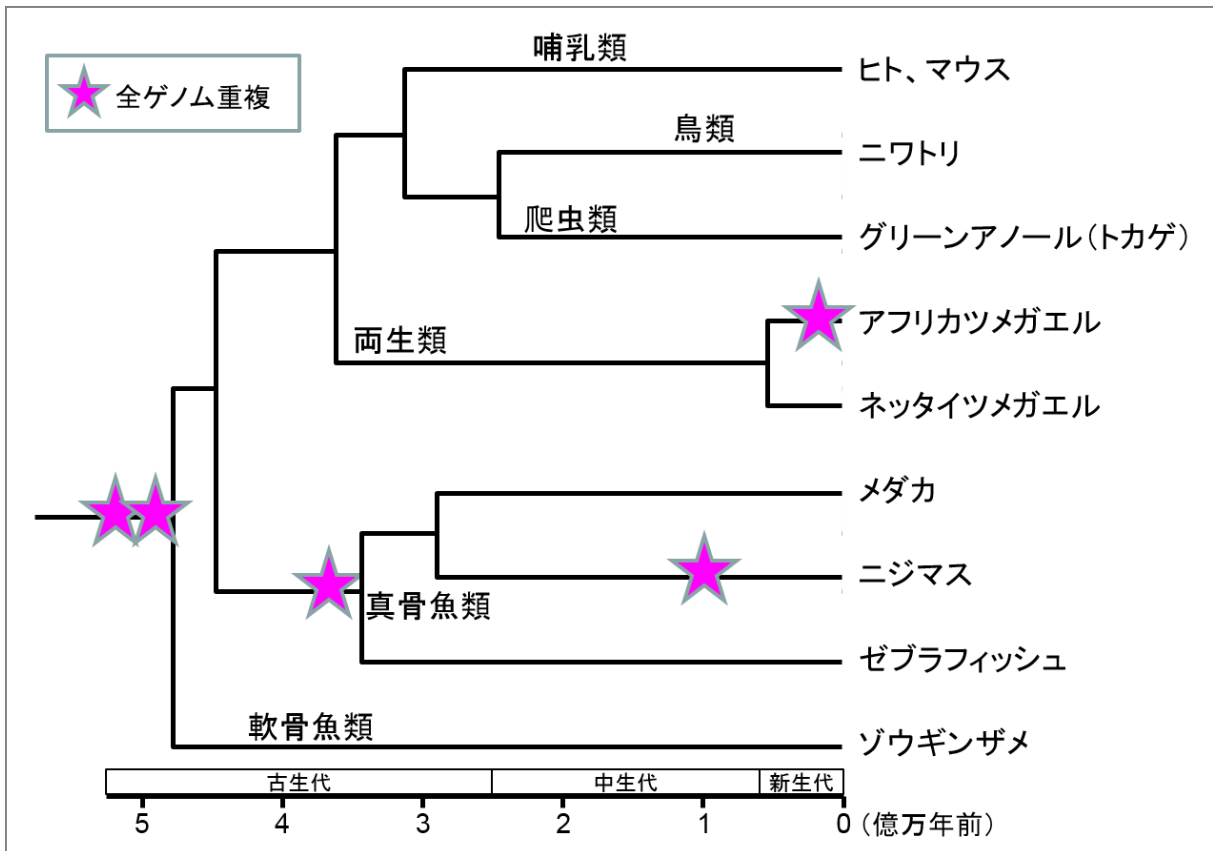 全ゲノム重複
哺乳類
ヒト、マウス
鳥類
ニワトリ
爬虫類
グリーンアノール(トカゲ)
両生類
アフリカツメガエル
ネッタイツメガエル
メダカ
ニジマス
真骨魚類
ゼブラフィッシュ
軟骨魚類
ゾウギンザメ
古生代 中生代 新生代
5 4 3 2 1 0 (億万年前)